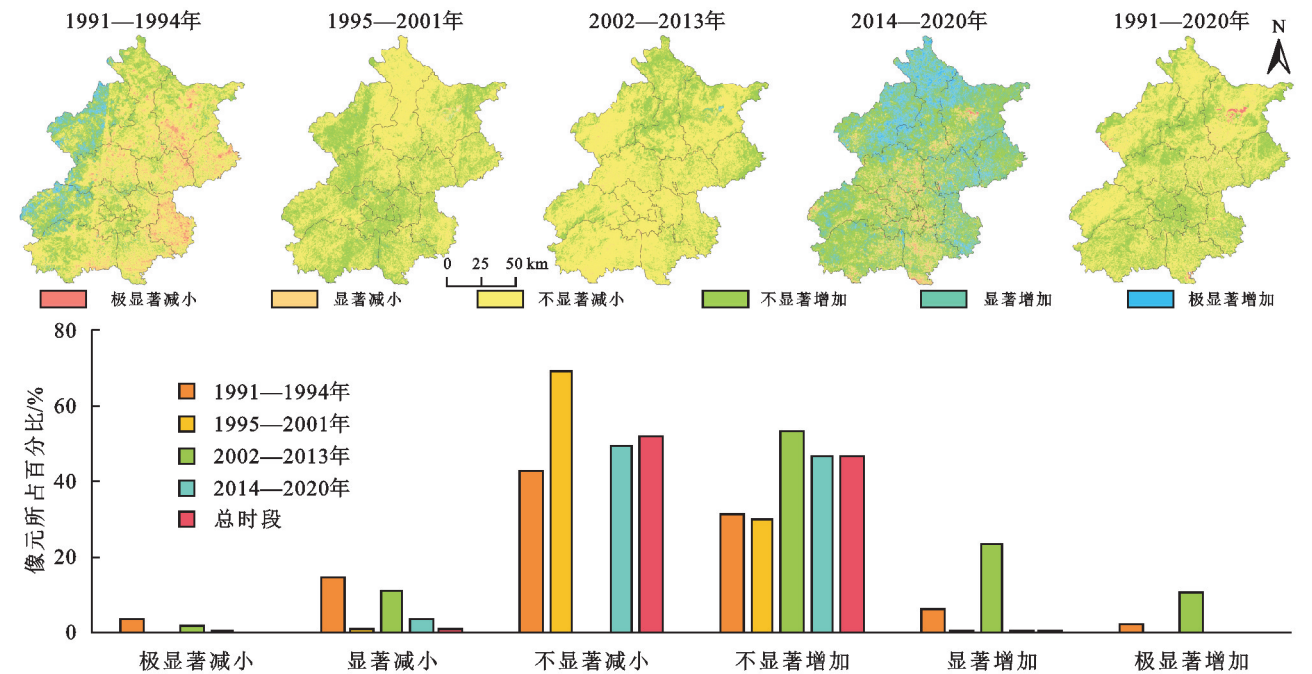 1991—1994年 1995—2001年 2002—2013年 2014—2020年 1991—2020年
N
0 25 50 km
极显著减小 显著减小 不显著减小 不显著增加 显著增加 极显著增加
80
60
40
20
0
像元所占百分比/%
1991—1994年
1995—2001年
2002—2013年
2014—2020年
总时段
极显著减小 显著减小 不显著减小 不显著增加 显著增加 极显著增加